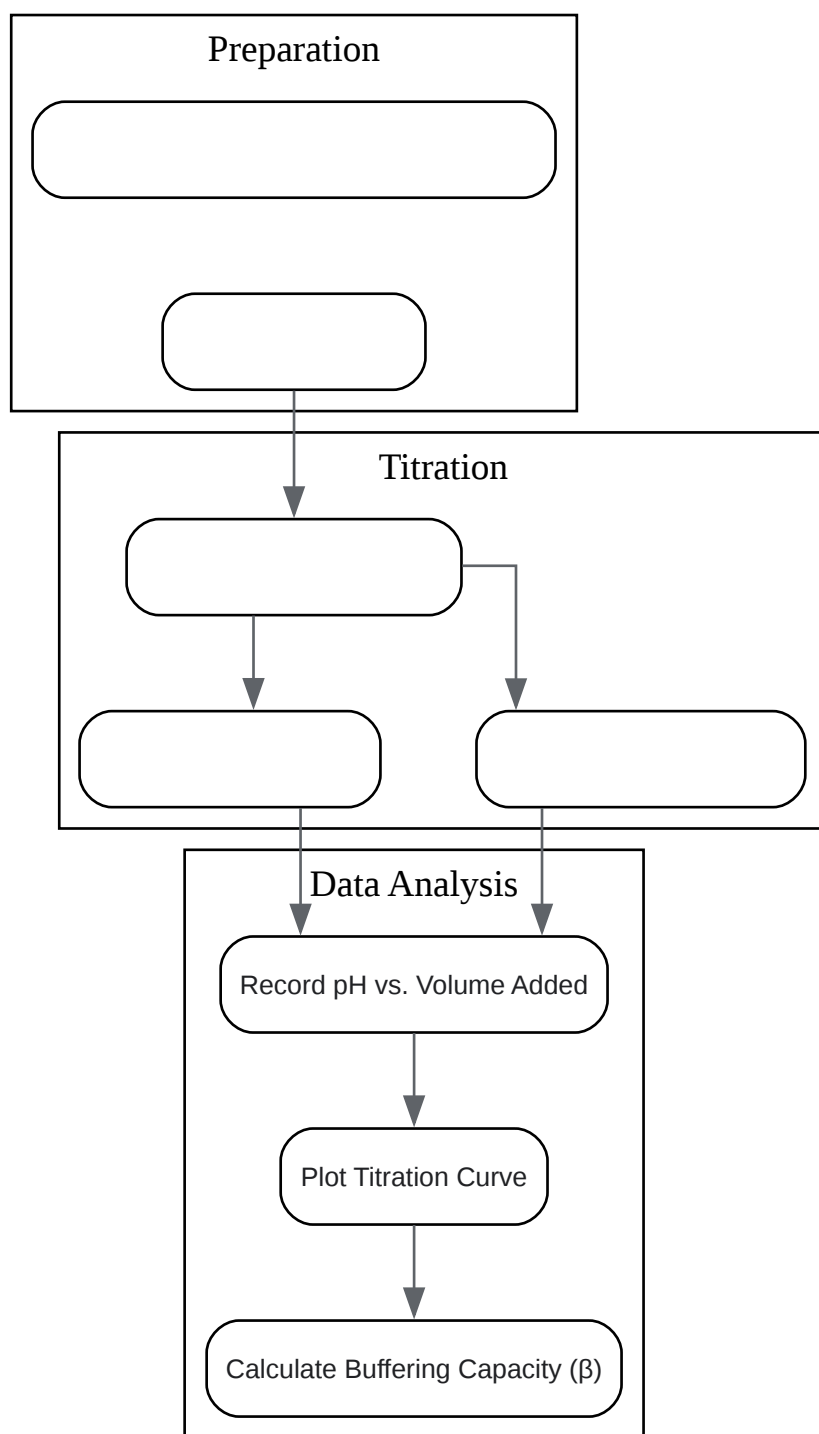 Preparation
Titration
Data Analysis
Record pH vs. Volume Added
Plot Titration Curve
Calculate Buffering Capacity (β)